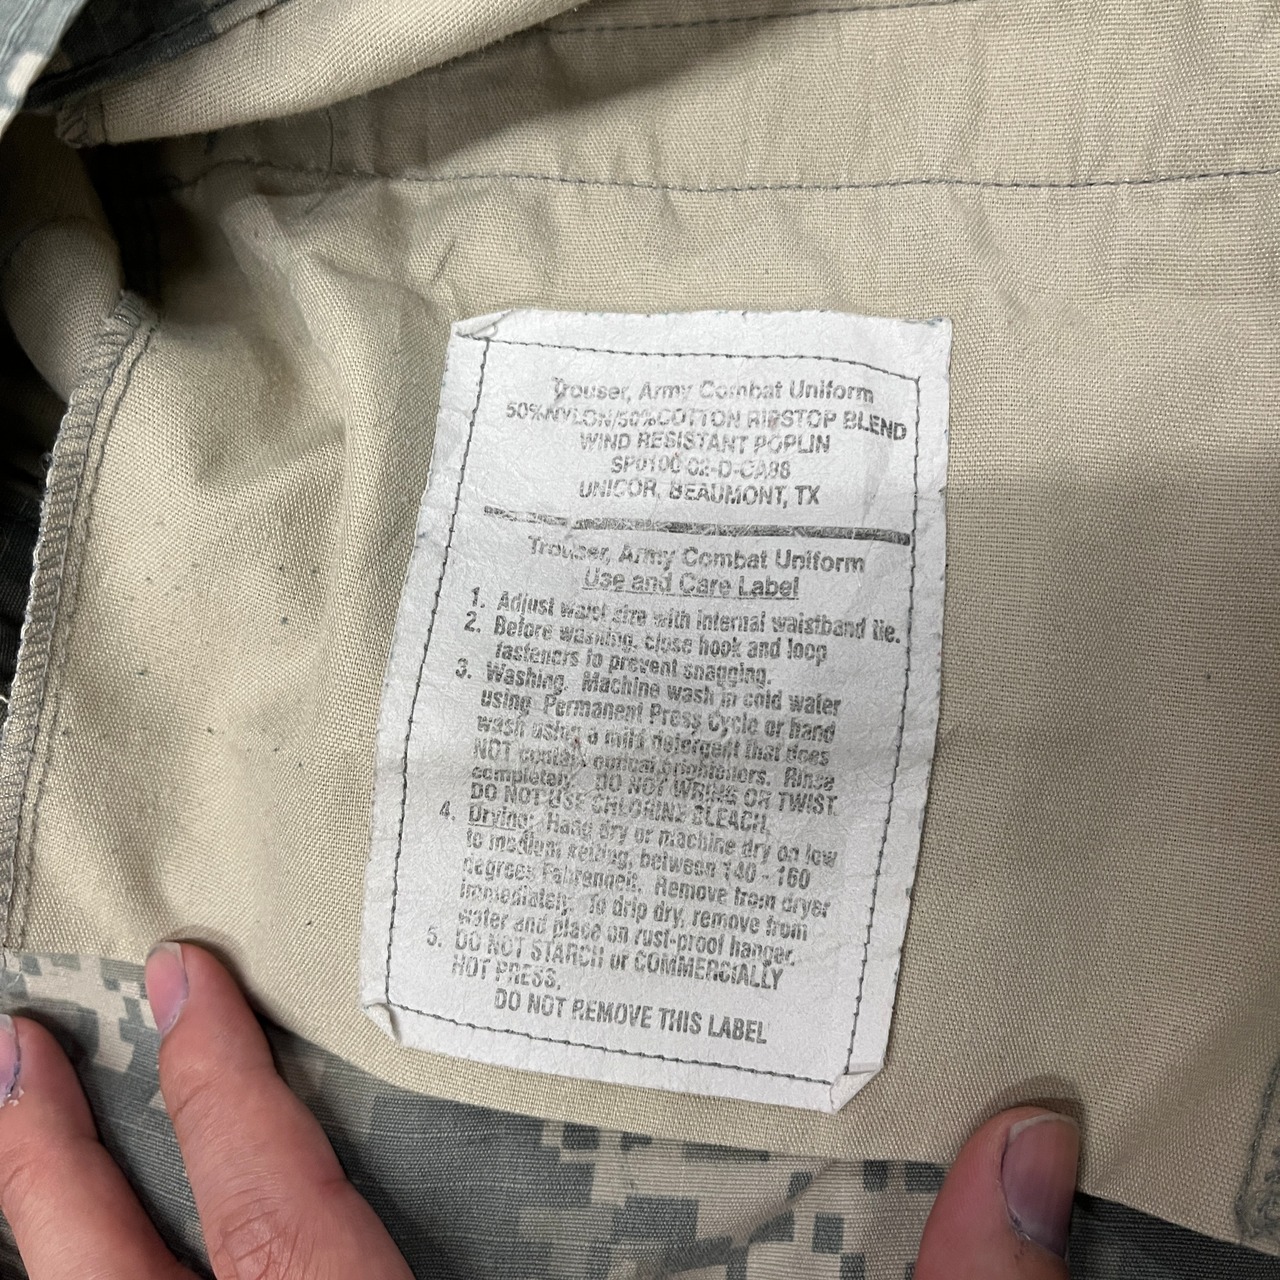 Trouser, Army Combat Uniform
50%NYLON/50%COTTON RIPSTOP BLEND
WIND RESISTANT POPLIN
SP0100-02-D-CA98
UNICOR, BEAUMONT, TX
Trouser, Army Combat Uniform
Use and Care Label
1. Adjust waist size with internal waistband tie.
2. Before washing, close hook and loop
fasteners to prevent snagging.
3. Washing. Machine wash in cold water
using Permanent Press Cycle or hand
wash using a mild detergent that does
NOT contain optical brighteners. Rinse
completely. DO NOT WRING OR TWIST.
DO NOT USE CHLORINE BLEACH.
4. Drying: Hang dry or machine dry on low
to medium setting, between 140 - 160
degrees Fahrenheit. Remove from dryer
immediately. To drip dry, remove from
water and place on rust-proof hanger.
5. DO NOT STARCH or COMMERCIALLY
HOT PRESS.
DO NOT REMOVE THIS LABEL